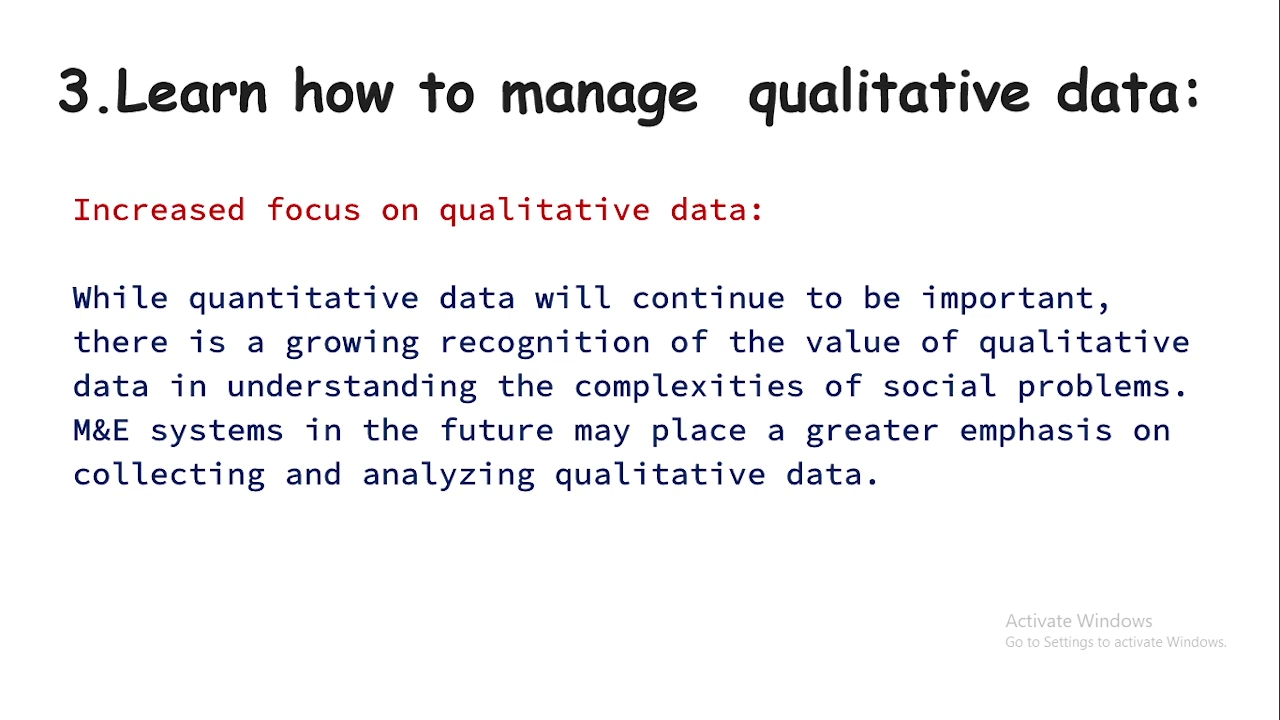 3.Learn how to manage  qualitative data:
Increased focus on qualitative data:
While quantitative data will continue to be important,
there is a growing recognition of the value of qualitative
data in understanding the complexities of social problems.
M&E systems in the future may place a greater emphasis on
collecting and analyzing qualitative data.
Activate Windows
Go to Settings to activate Windows.